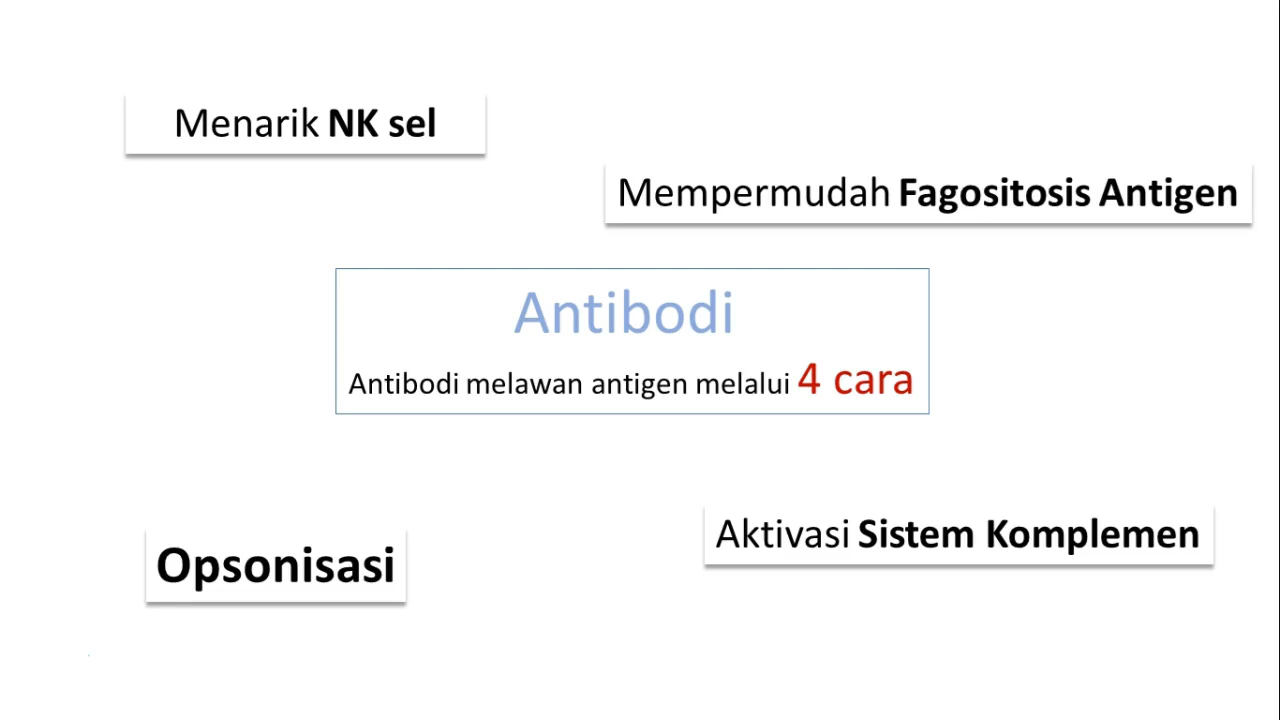 Menarik NK sel
Mempermudah Fagositosis Antigen
Antibodi
Antibodi melawan antigen melalui 4 cara
Aktivasi Sistem Komplemen
Opsonisasi